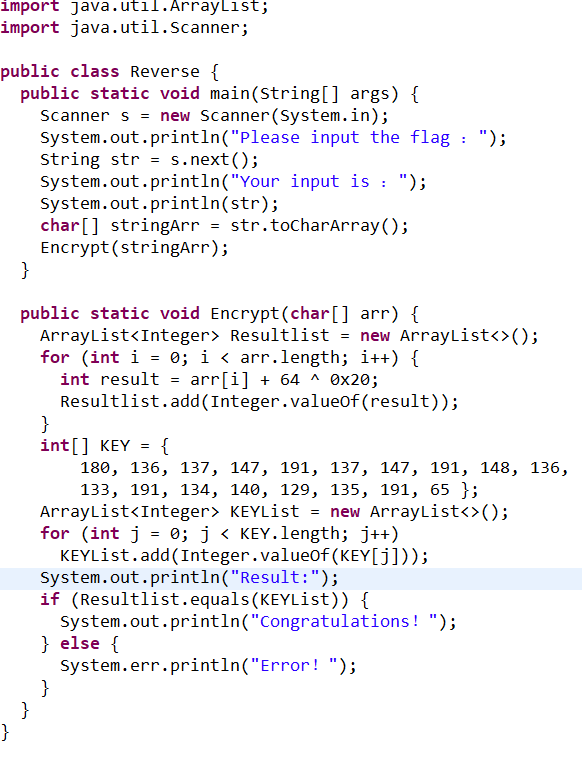 import java.util.ArrayList;
import java.util.Scanner;
public class Reverse {
public static void main(String[] args) {
Scanner s = new Scanner(System.in);
System.out.println("Please input the flag ：");
String str = s.next();
System.out.println("Your input is ：");
System.out.println(str);
char[] stringArr = str.toCharArray();
Encrypt(stringArr);
}
public static void Encrypt(char[] arr) {
ArrayList<Integer> Resultlist = new ArrayList<>();
for (int i = 0; i < arr.length; i++) {
int result = arr[i] + 64 ^ 0x20;
Resultlist.add(Integer.valueOf(result));
}
int[] KEY = {
180, 136, 137, 147, 191, 137, 147, 191, 148, 136,
133, 191, 134, 140, 129, 135, 191, 65 };
ArrayList<Integer> KEYList = new ArrayList<>();
for (int j = 0; j < KEY.length; j++)
KEYList.add(Integer.valueOf(KEY[j]));
System.out.println("Result:");
if (Resultlist.equals(KEYList)) {
System.out.println("Congratulations！");
} else {
System.err.println("Error！");
}
}
}